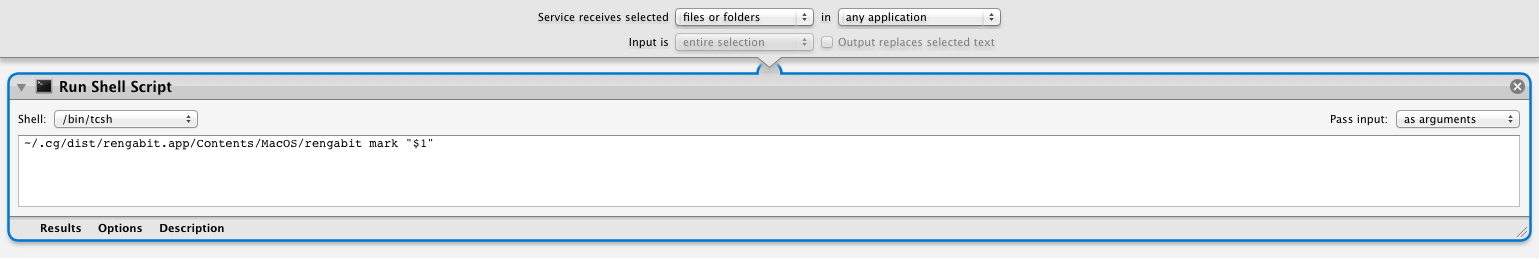 Service receives selected files or folders in any application
Input is entire selection Output replaces selected text
Run Shell Script
Shell: /bin/tcsh Pass input: as arguments
~/.cg/dist/rengabit.app/Contents/MacOS/rengabit mark "$1"
Results Options Description